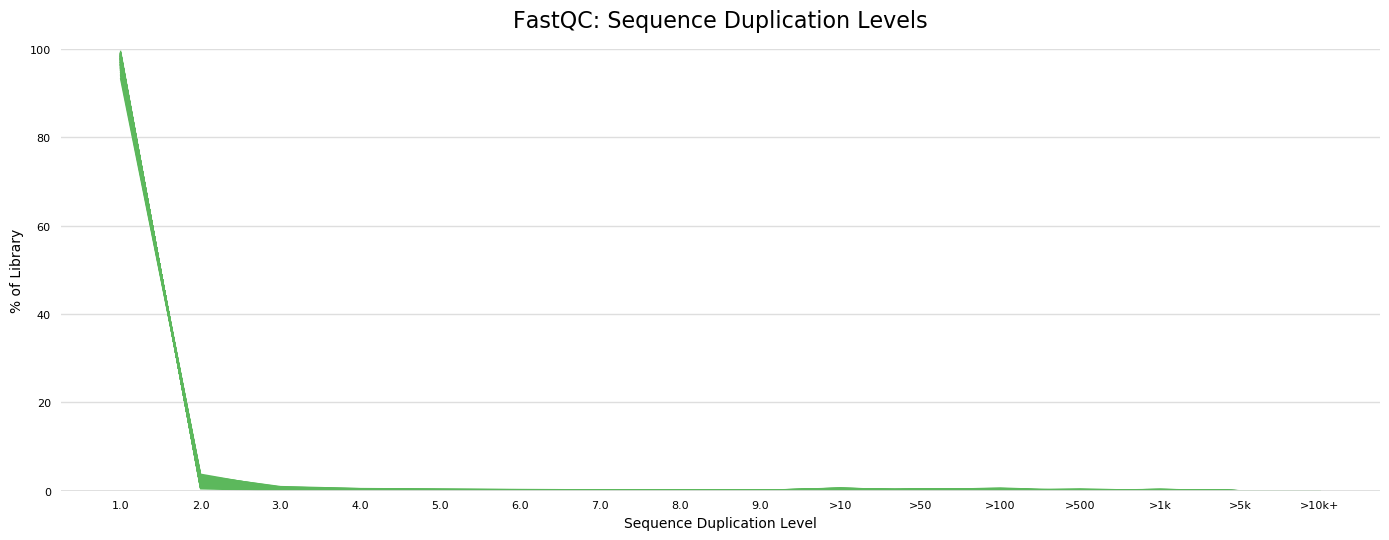 FastQC: Sequence Duplication Levels
100
80
60
40
20
0
% of Library
1.0 2.0 3.0 4.0 5.0 6.0 7.0 8.0 9.0 >10 >50 >100 >500 >1k >5k >10k+
Sequence Duplication Level